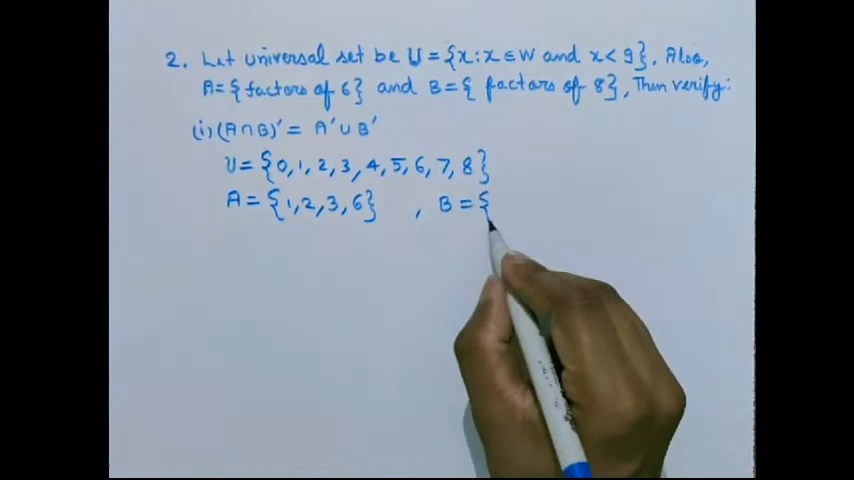 2. Let universal set be U = {x : x ∈ W and x < 9}. Also,
A = {factors of 6} and B = { factors of 8}, Then verify:
(i) (A ∩ B)' = A' ∪ B'
U = {0, 1, 2, 3, 4, 5, 6, 7, 8}
A = {1, 2, 3, 6} , B = {